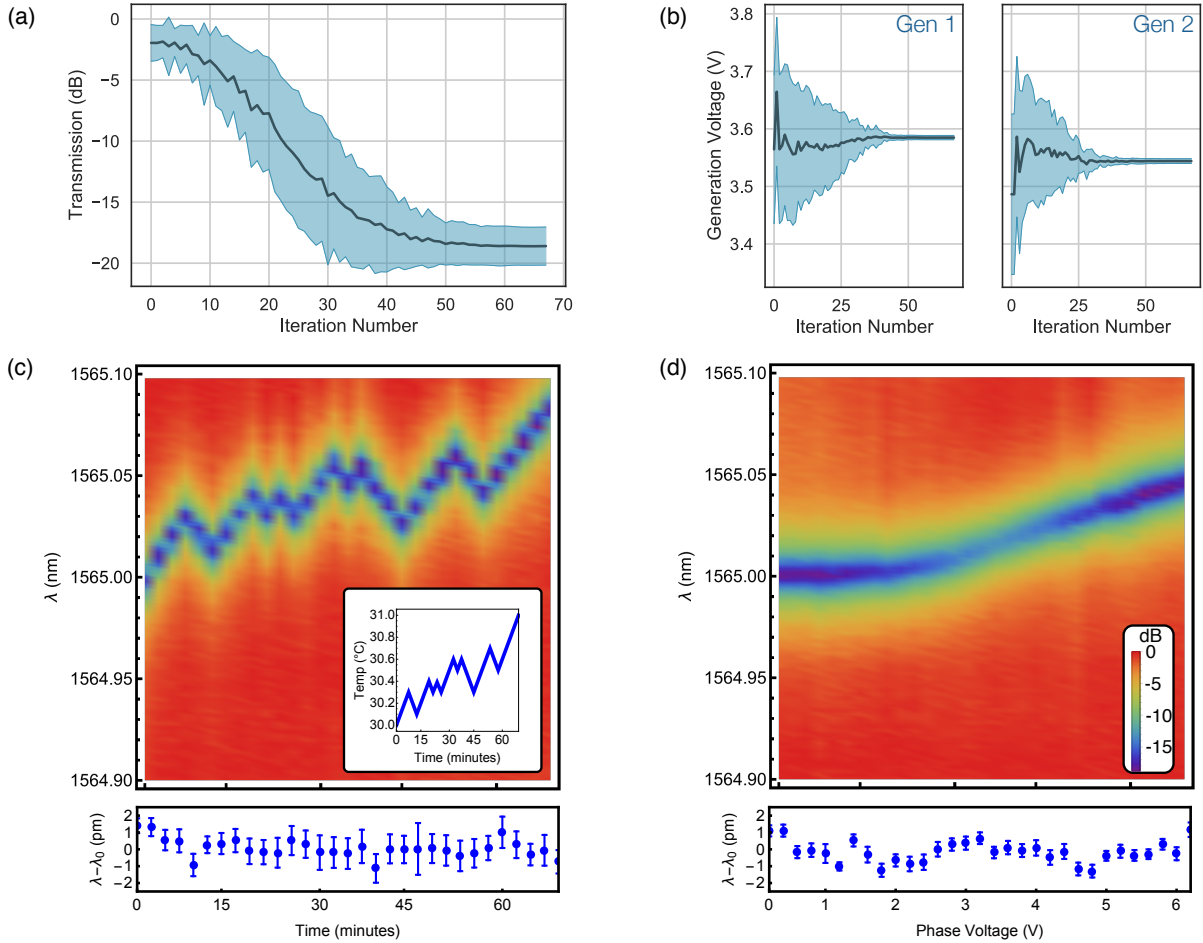 (a)
0
−5
−10
−15
−20
Transmission (dB)
0 10 20 30 40 50 60 70
Iteration Number
(b)
Gen 1
Gen 2
3.8
3.7
3.6
3.5
3.4
Generation Voltage (V)
0 25 50
Iteration Number
0 25 50
Iteration Number
(c)
1565.10
1565.05
1565.00
1564.95
1564.90
λ (nm)
31.0
30.8
30.6
30.4
30.2
30.0
Temp (°C)
0 15 30 45 60
Time (minutes)
2
1
0
-1
-2
λ−λ0 (pm)
0 15 30 45 60
Time (minutes)
(d)
1565.10
1565.05
1565.00
1564.95
1564.90
λ (nm)
dB
0
-5
-10
-15
2
1
0
-1
-2
λ−λ0 (pm)
0 1 2 3 4 5 6
Phase Voltage (V)